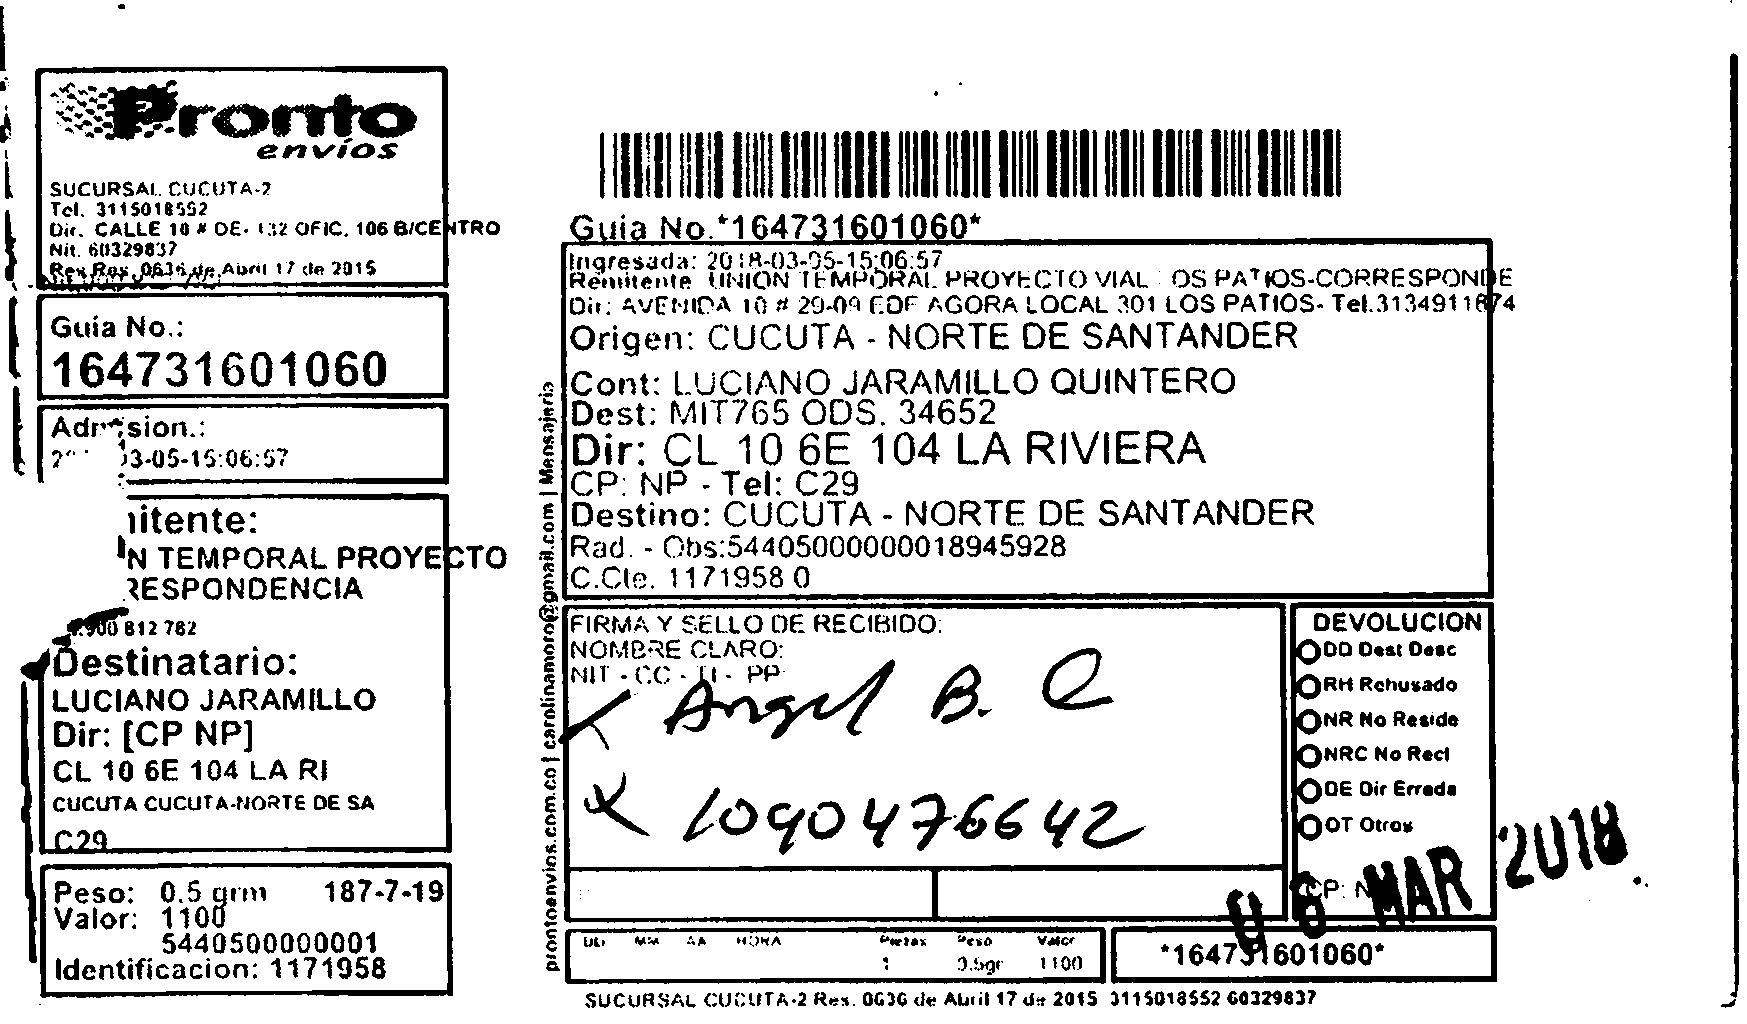 Pronto
envíos
SUCURSAL CUCUTA-2
Tel. 3115018552
Dir. CALLE 10 # DE- 132 OFIC. 106 B/CENTRO
Nit. 60329837
Res 0636 de Abril 17 de 2015
Guia No.:
164731601060
Admision.:
03-05-15:06:57
itente:
N TEMPORAL PROYECTO
RESPONDENCIA
900 812 782
Destinatario:
LUCIANO JARAMILLO
Dir: [CP NP]
CL 10 6E 104 LA RI
CUCUTA CUCUTA-NORTE DE SA
C29
Peso: 0.5 grm 187-7-19
Valor: 1100
5440500000001
Identificacion: 1171958
prontoenvios.com.co | carolinamoro@gmail.com | Mensajeria
Guia No.*164731601060*
Ingresada: 2018-03-05-15:06:57
Remitente UNION TEMPORAL PROYECTO VIAL OS PATIOS-CORRESPONDE
Dir: AVENIDA 10 # 29-09 EDF AGORA LOCAL 301 LOS PATIOS- Tel.3134911874
Origen: CUCUTA - NORTE DE SANTANDER
Cont: LUCIANO JARAMILLO QUINTERO
Dest: MIT765 ODS. 34652
Dir: CL 10 6E 104 LA RIVIERA
CP: NP - Tel: C29
Destino: CUCUTA - NORTE DE SANTANDER
Rad. - Obs:54405000000018945928
C.Cte. 1171958 0
FIRMA Y SELLO DE RECIBIDO:
NOMBRE CLARO:
NIT - CC - TI - PP
Angel B.
1090476642
DEVOLUCION
DD Dest Desc
RH Rehusado
NR No Reside
NRC No Recl
DE Dir Errada
OT Otros
CP: N
06 MAR 2018
DD MM AA HORA Piezas Peso Valor
1 0.5gr 1100
*164731601060*
SUCURSAL CUCUTA-2 Res. 0636 de Abril 17 de 2015 3115018552 60329837